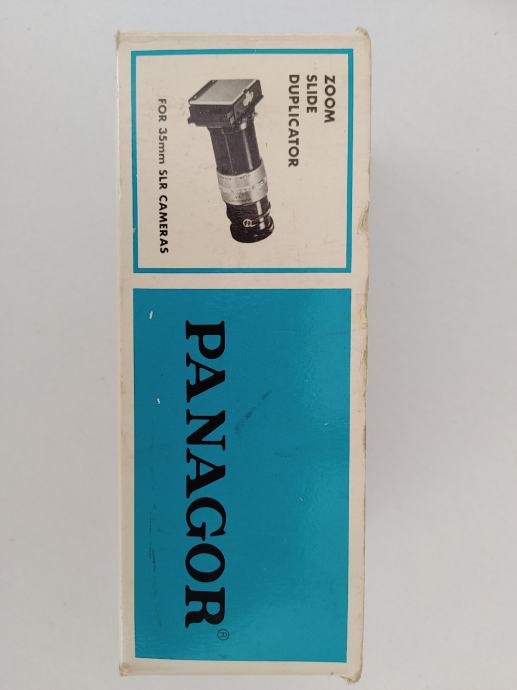 ZOOM
SLIDE
DUPLICATOR
FOR 35mm SLR CAMERAS
PANAGOR®